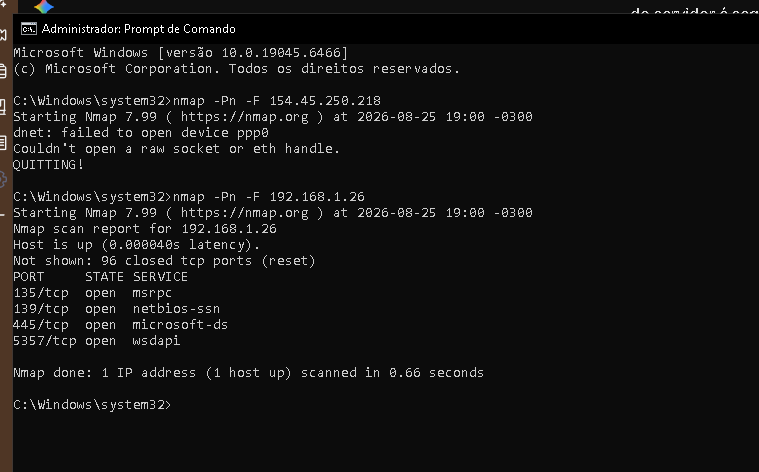 Administrador: Prompt de Comando
Microsoft Windows [versão 10.0.19045.6466]
(c) Microsoft Corporation. Todos os direitos reservados.
C:\Windows\system32>nmap -Pn -F 154.45.250.218
Starting Nmap 7.99 ( https://nmap.org ) at 2026-08-25 19:00 -0300
dnet: failed to open device ppp0
Couldn't open a raw socket or eth handle.
QUITTING!
C:\Windows\system32>nmap -Pn -F 192.168.1.26
Starting Nmap 7.99 ( https://nmap.org ) at 2026-08-25 19:00 -0300
Nmap scan report for 192.168.1.26
Host is up (0.000040s latency).
Not shown: 96 closed tcp ports (reset)
PORT     STATE SERVICE
135/tcp  open  msrpc
139/tcp  open  netbios-ssn
445/tcp  open  microsoft-ds
5357/tcp open  wsdapi
Nmap done: 1 IP address (1 host up) scanned in 0.66 seconds
C:\Windows\system32>